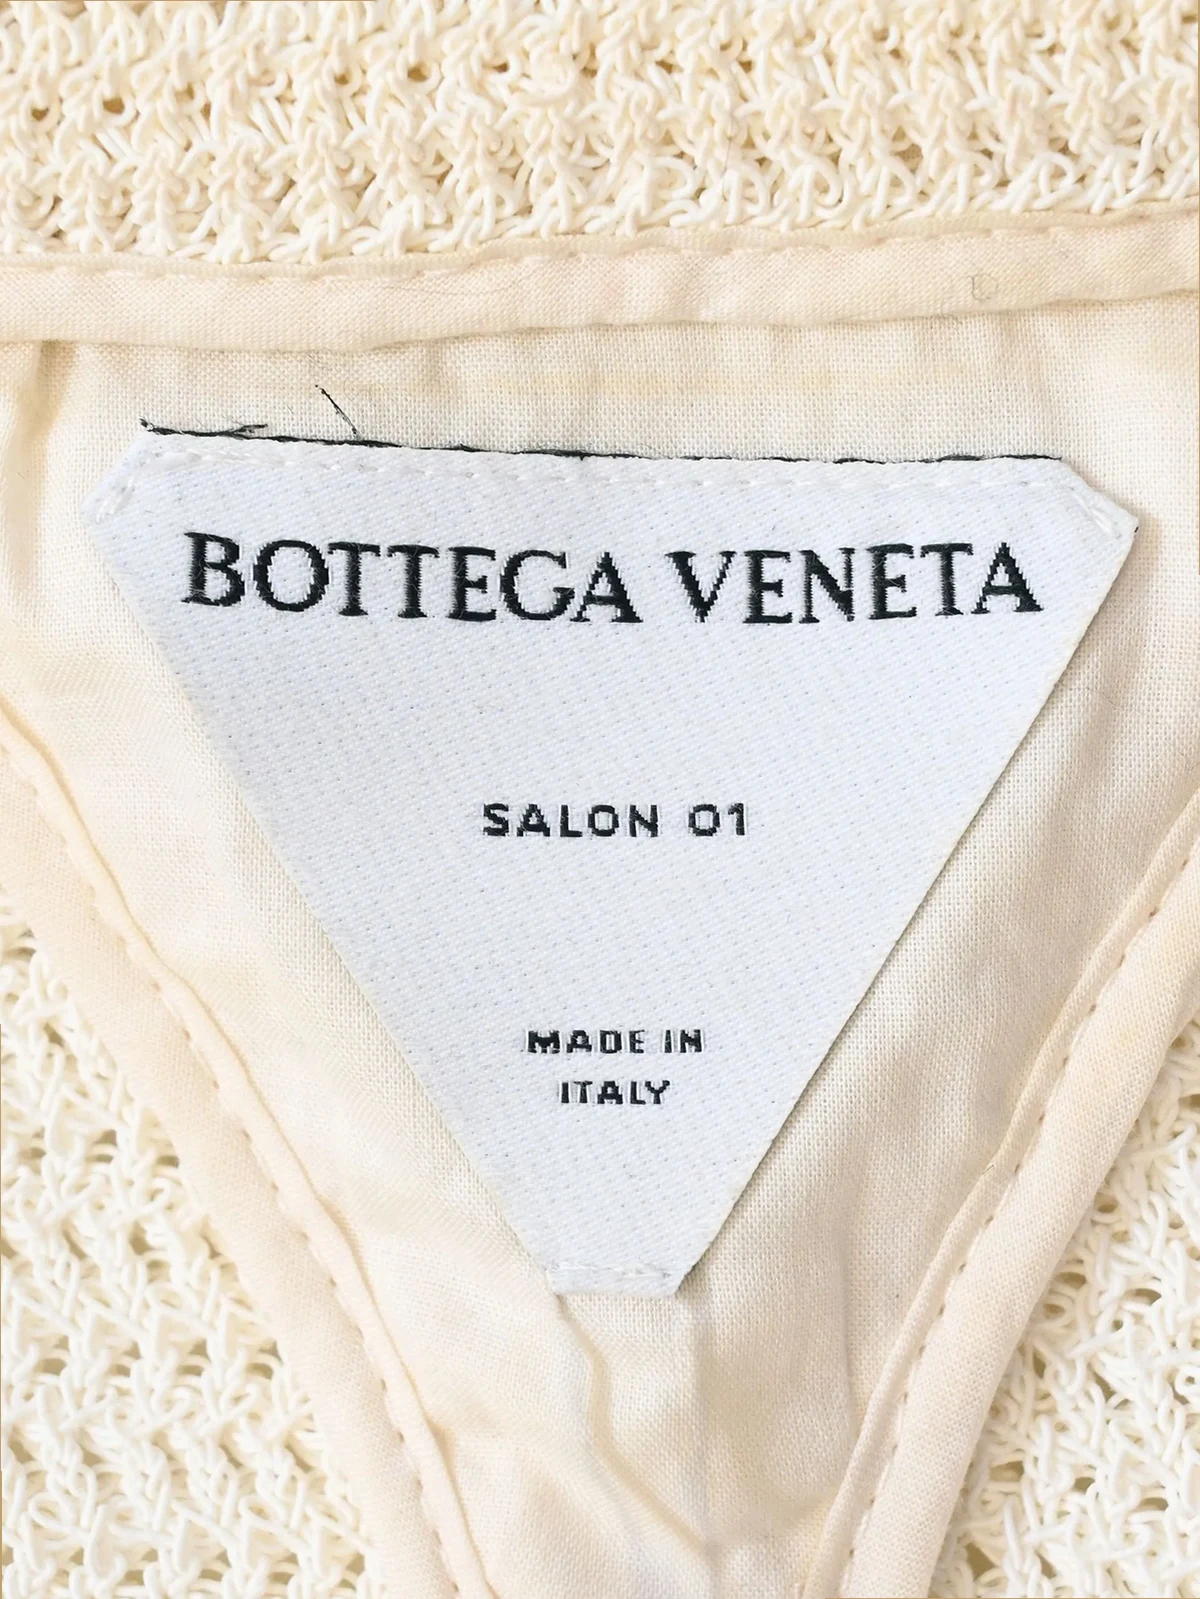 BOTTEGA VENETA
SALON 01
MADE IN
ITALY